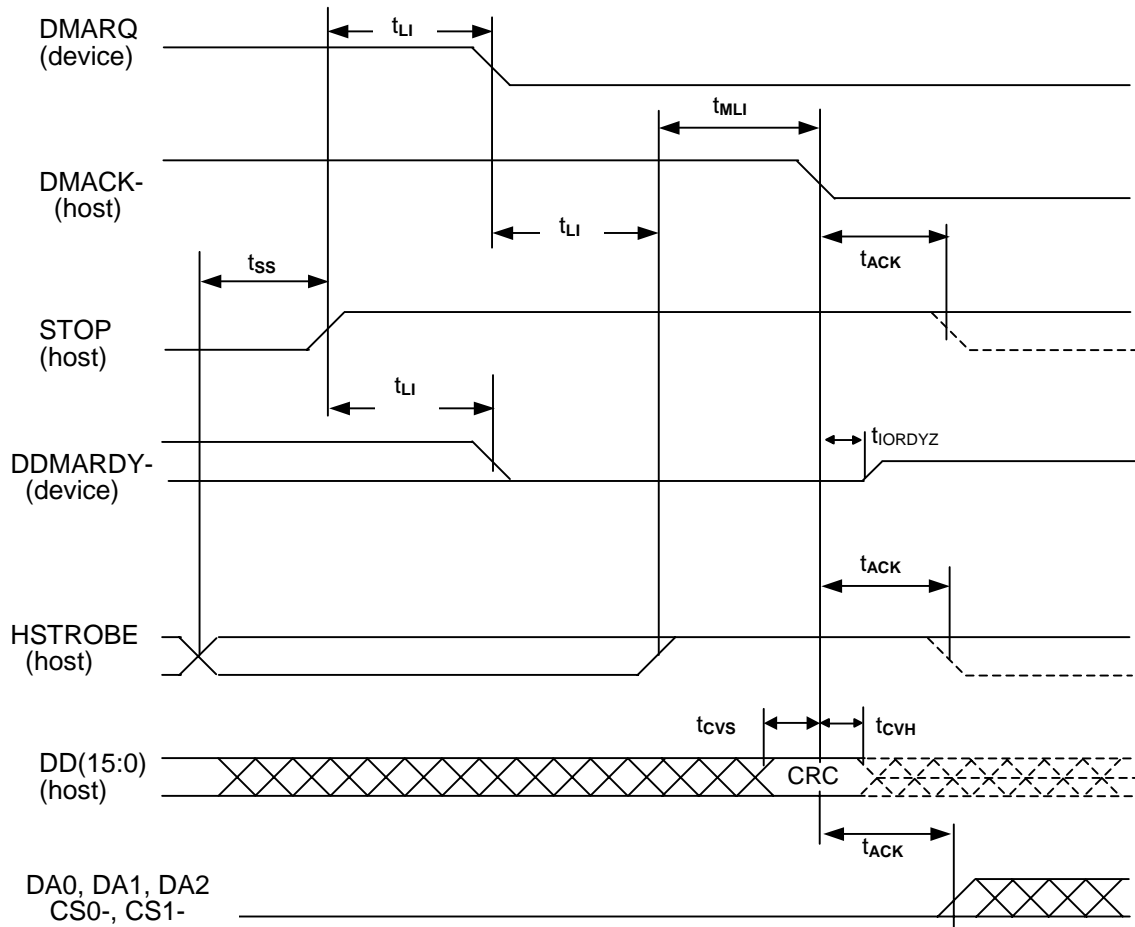 DMARQ
(device)
tLI
tMLI
DMACK-
(host)
tLI
tACK
tSS
STOP
(host)
tLI
tIORDYZ
DDMARDY-
(device)
tACK
HSTROBE
(host)
tCVS
tCVH
DD(15:0)
(host)
CRC
tACK
DA0, DA1, DA2
CS0-, CS1-